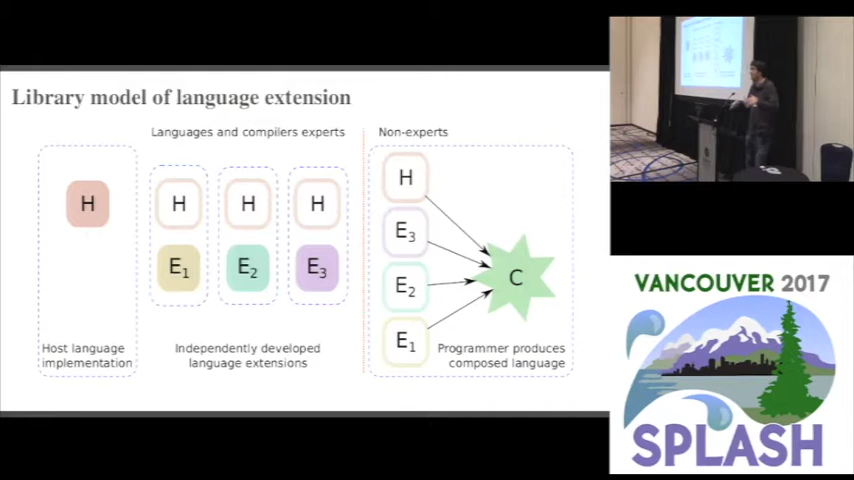 Library model of language extension
Languages and compilers experts
Non-experts
H
H
H
H
E1
E2
E3
H
E3
E2
E1
C
Host language
implementation
Independently developed
language extensions
Programmer produces
composed language
VANCOUVER 2017
SPLASH